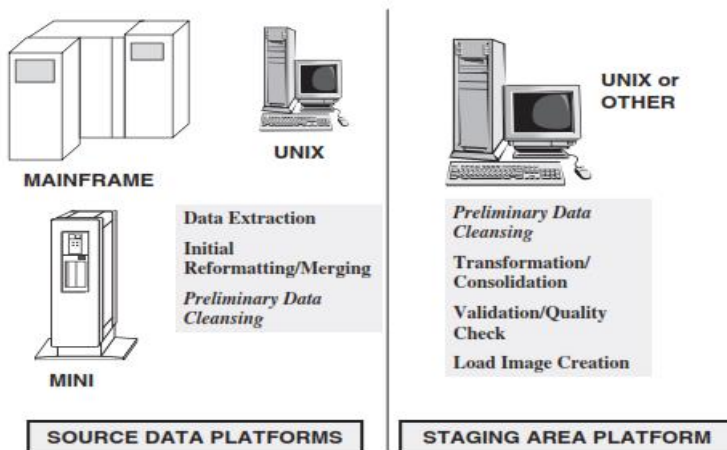 MAINFRAME
UNIX
MINI
Data Extraction
Initial
Reformatting/Merging
Preliminary Data
Cleansing
SOURCE DATA PLATFORMS
UNIX or
OTHER
Preliminary Data
Cleansing
Transformation/
Consolidation
Validation/Quality
Check
Load Image Creation
STAGING AREA PLATFORM